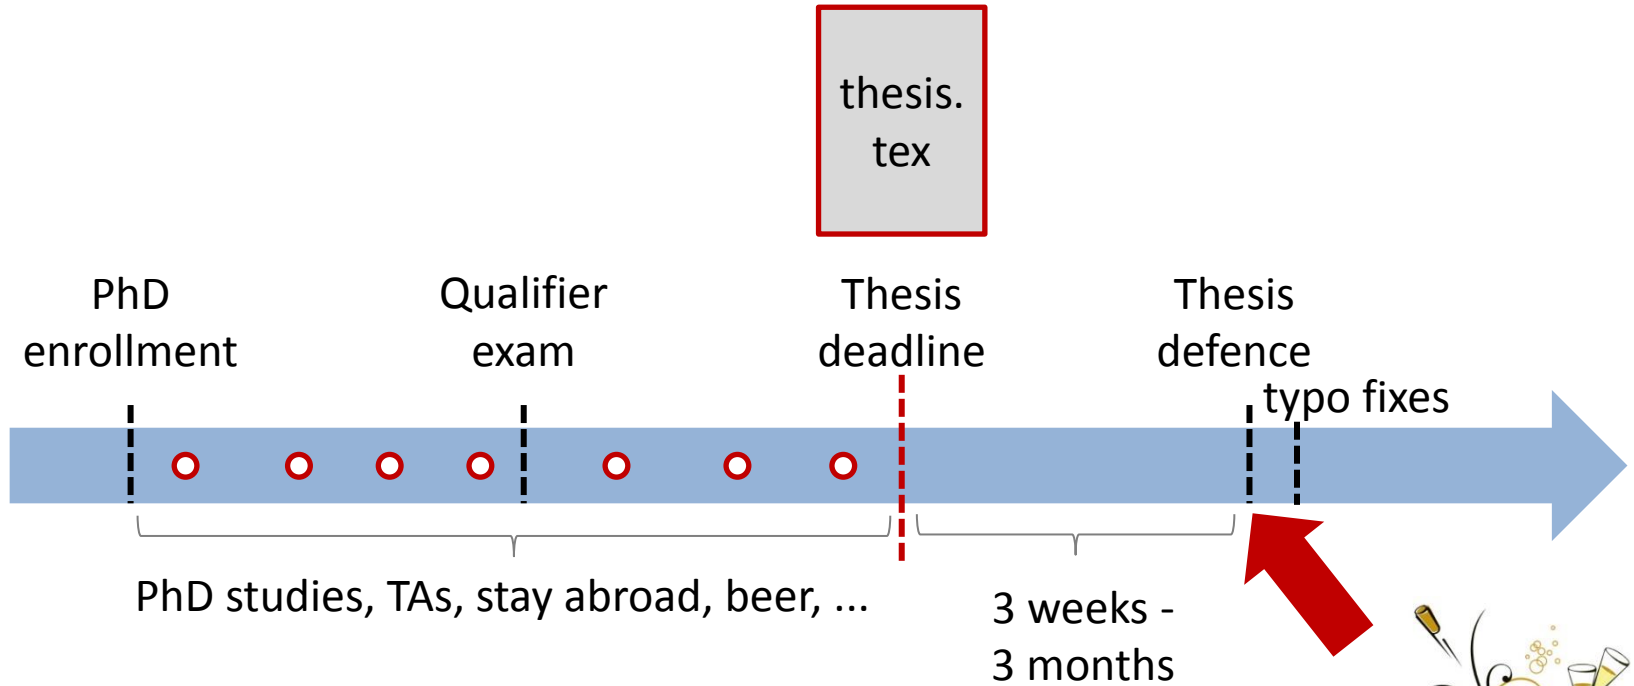 thesis.
tex
PhD
enrollment
Qualifier
exam
Thesis
deadline
Thesis
defence
typo fixes
PhD studies, TAs, stay abroad, beer, ...
3 weeks -
3 months